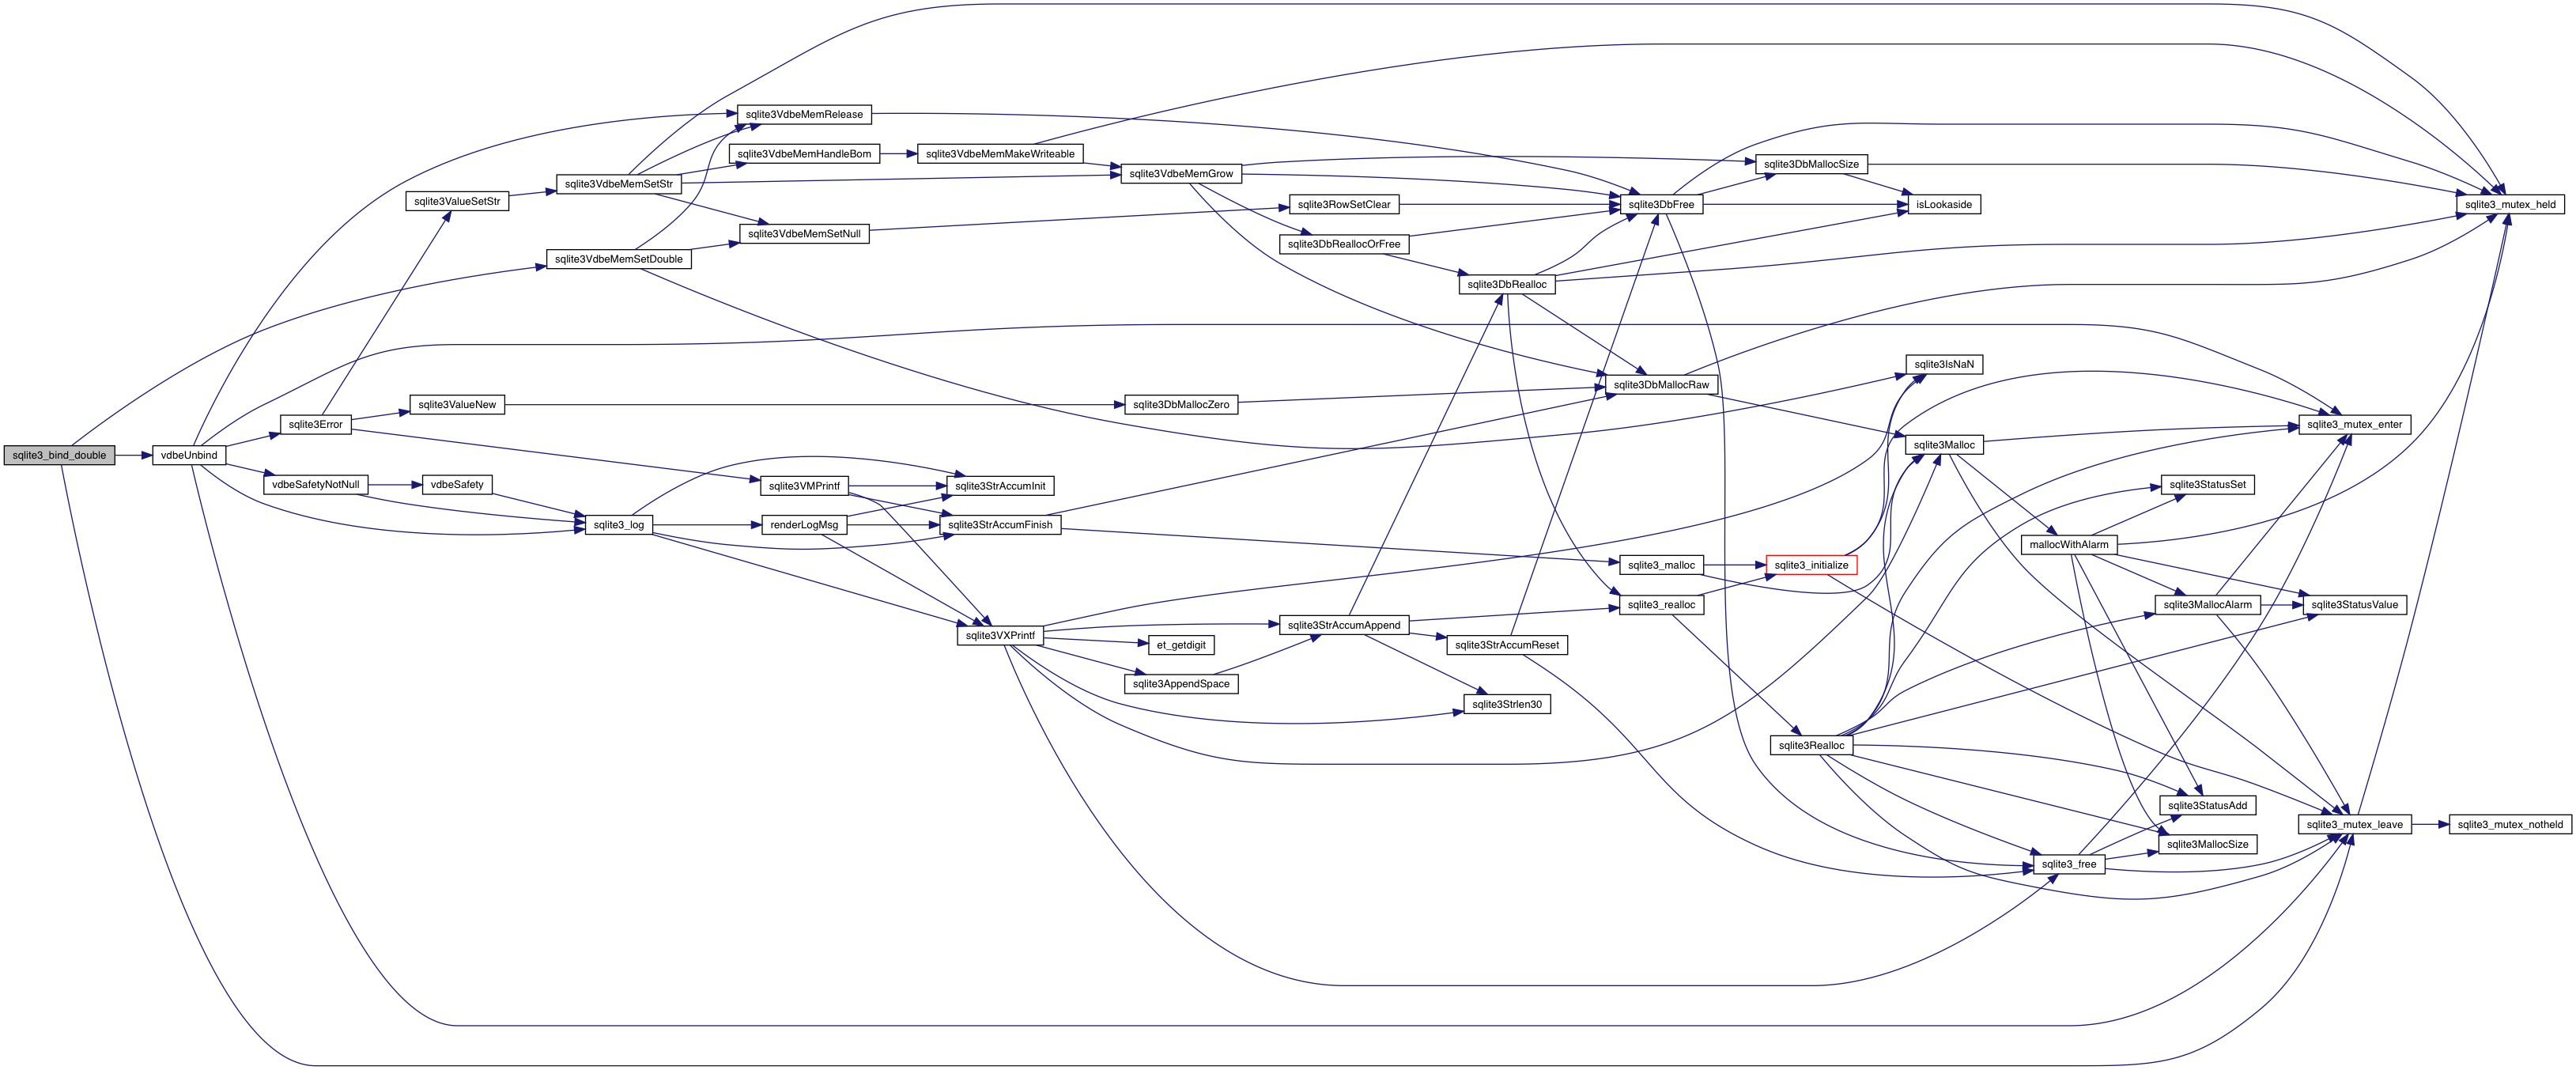 sqlite3_bind_double
vdbeUnbind
sqlite3Error
vdbeSafetyNotNull
sqlite3ValueSetStr
sqlite3ValueNew
vdbeSafety
sqlite3VdbeMemSetStr
sqlite3VdbeMemSetDouble
sqlite3_log
sqlite3VdbeMemRelease
sqlite3VdbeMemHandleBom
sqlite3VdbeMemSetNull
sqlite3VMPrintf
renderLogMsg
sqlite3VdbeMemMakeWriteable
sqlite3StrAccumInit
sqlite3StrAccumFinish
sqlite3VXPrintf
sqlite3VdbeMemGrow
sqlite3DbMallocZero
et_getdigit
sqlite3AppendSpace
sqlite3RowSetClear
sqlite3DbReallocOrFree
sqlite3StrAccumAppend
sqlite3DbRealloc
sqlite3StrAccumReset
sqlite3Strlen30
sqlite3DbFree
sqlite3DbMallocRaw
sqlite3_malloc
sqlite3_realloc
sqlite3DbMallocSize
sqlite3_initialize
sqlite3Realloc
isLookaside
sqlite3IsNaN
sqlite3Malloc
mallocWithAlarm
sqlite3_free
sqlite3StatusSet
sqlite3MallocAlarm
sqlite3StatusAdd
sqlite3MallocSize
sqlite3_mutex_enter
sqlite3StatusValue
sqlite3_mutex_leave
sqlite3_mutex_held
sqlite3_mutex_notheld